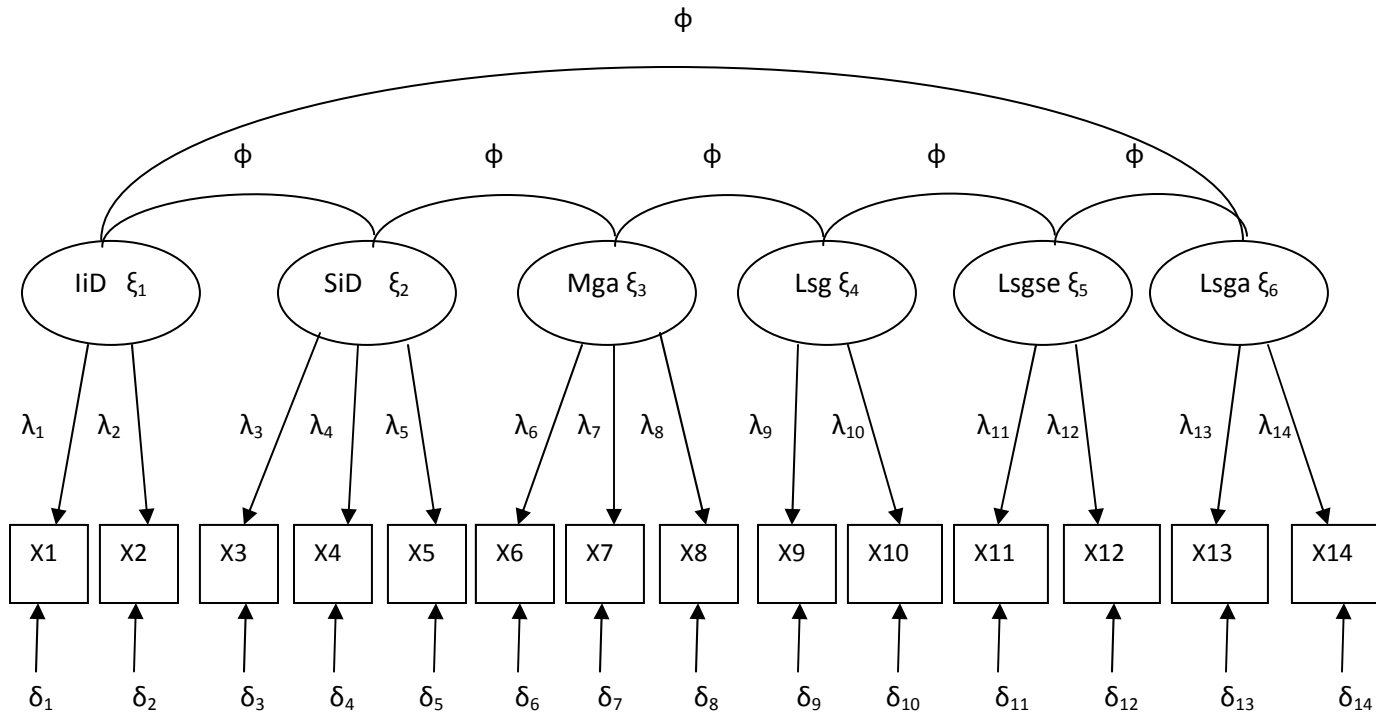 ϕ
ϕ ϕ ϕ ϕ ϕ
IiD ξ₁ SiD ξ₂ Mga ξ₃ Lsg ξ₄ Lsgse ξ₅ Lsga ξ₆
λ₁ λ₂ λ₃ λ₄ λ₅ λ₆ λ₇ λ₈ λ₉ λ₁₀ λ₁₁ λ₁₂ λ₁₃ λ₁₄
X1 X2 X3 X4 X5 X6 X7 X8 X9 X10 X11 X12 X13 X14
δ₁ δ₂ δ₃ δ₄ δ₅ δ₆ δ₇ δ₈ δ₉ δ₁₀ δ₁₁ δ₁₂ δ₁₃ δ₁₄